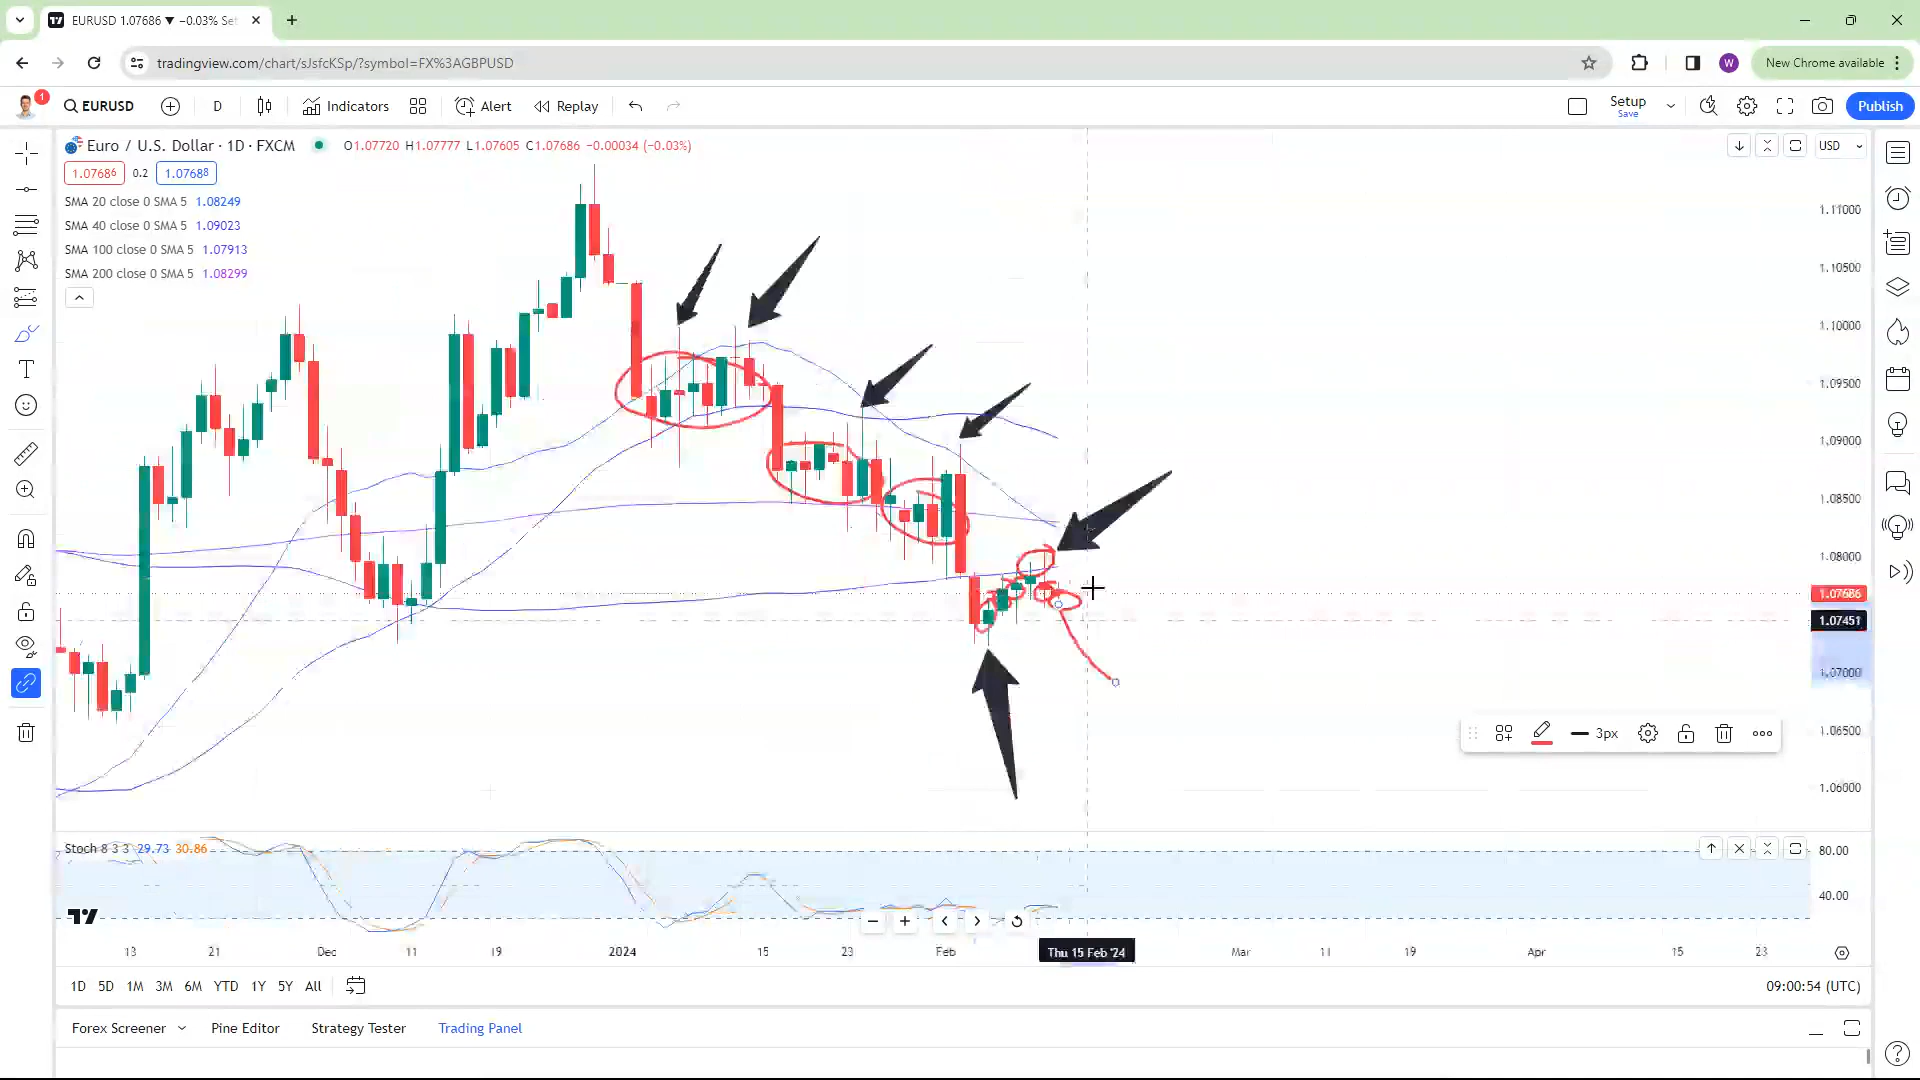 EURUSD 1.07686 ▼ −0.03% Set
tradingview.com/chart/sJsfcKSp/?symbol=FX%3AGBPUSD
W
New Chrome available
1
EURUSD
D
Indicators
Alert
Replay
Setup
Save
Publish
Euro / U.S. Dollar · 1D · FXCM
O1.07720 H1.07777 L1.07605 C1.07686 −0.00034 (−0.03%)
USD
1.07686
0.2
1.07688
SMA 20 close 0 SMA 5 1.08249
SMA 40 close 0 SMA 5 1.09023
SMA 100 close 0 SMA 5 1.07913
SMA 200 close 0 SMA 5 1.08299
1.11000
1.10500
1.10000
1.09500
1.09000
1.08500
1.08000
1.07686
1.07451
1.07000
1.06500
1.06000
3px
Stoch 8 3 3 29.73 30.86
80.00
40.00
13 21 Dec 11 19 2024 15 23 Feb Thu 15 Feb '24 Mar 11 19 Apr 15 23
1D 5D 1M 3M 6M YTD 1Y 5Y All
09:00:54 (UTC)
Forex Screener Pine Editor Strategy Tester Trading Panel